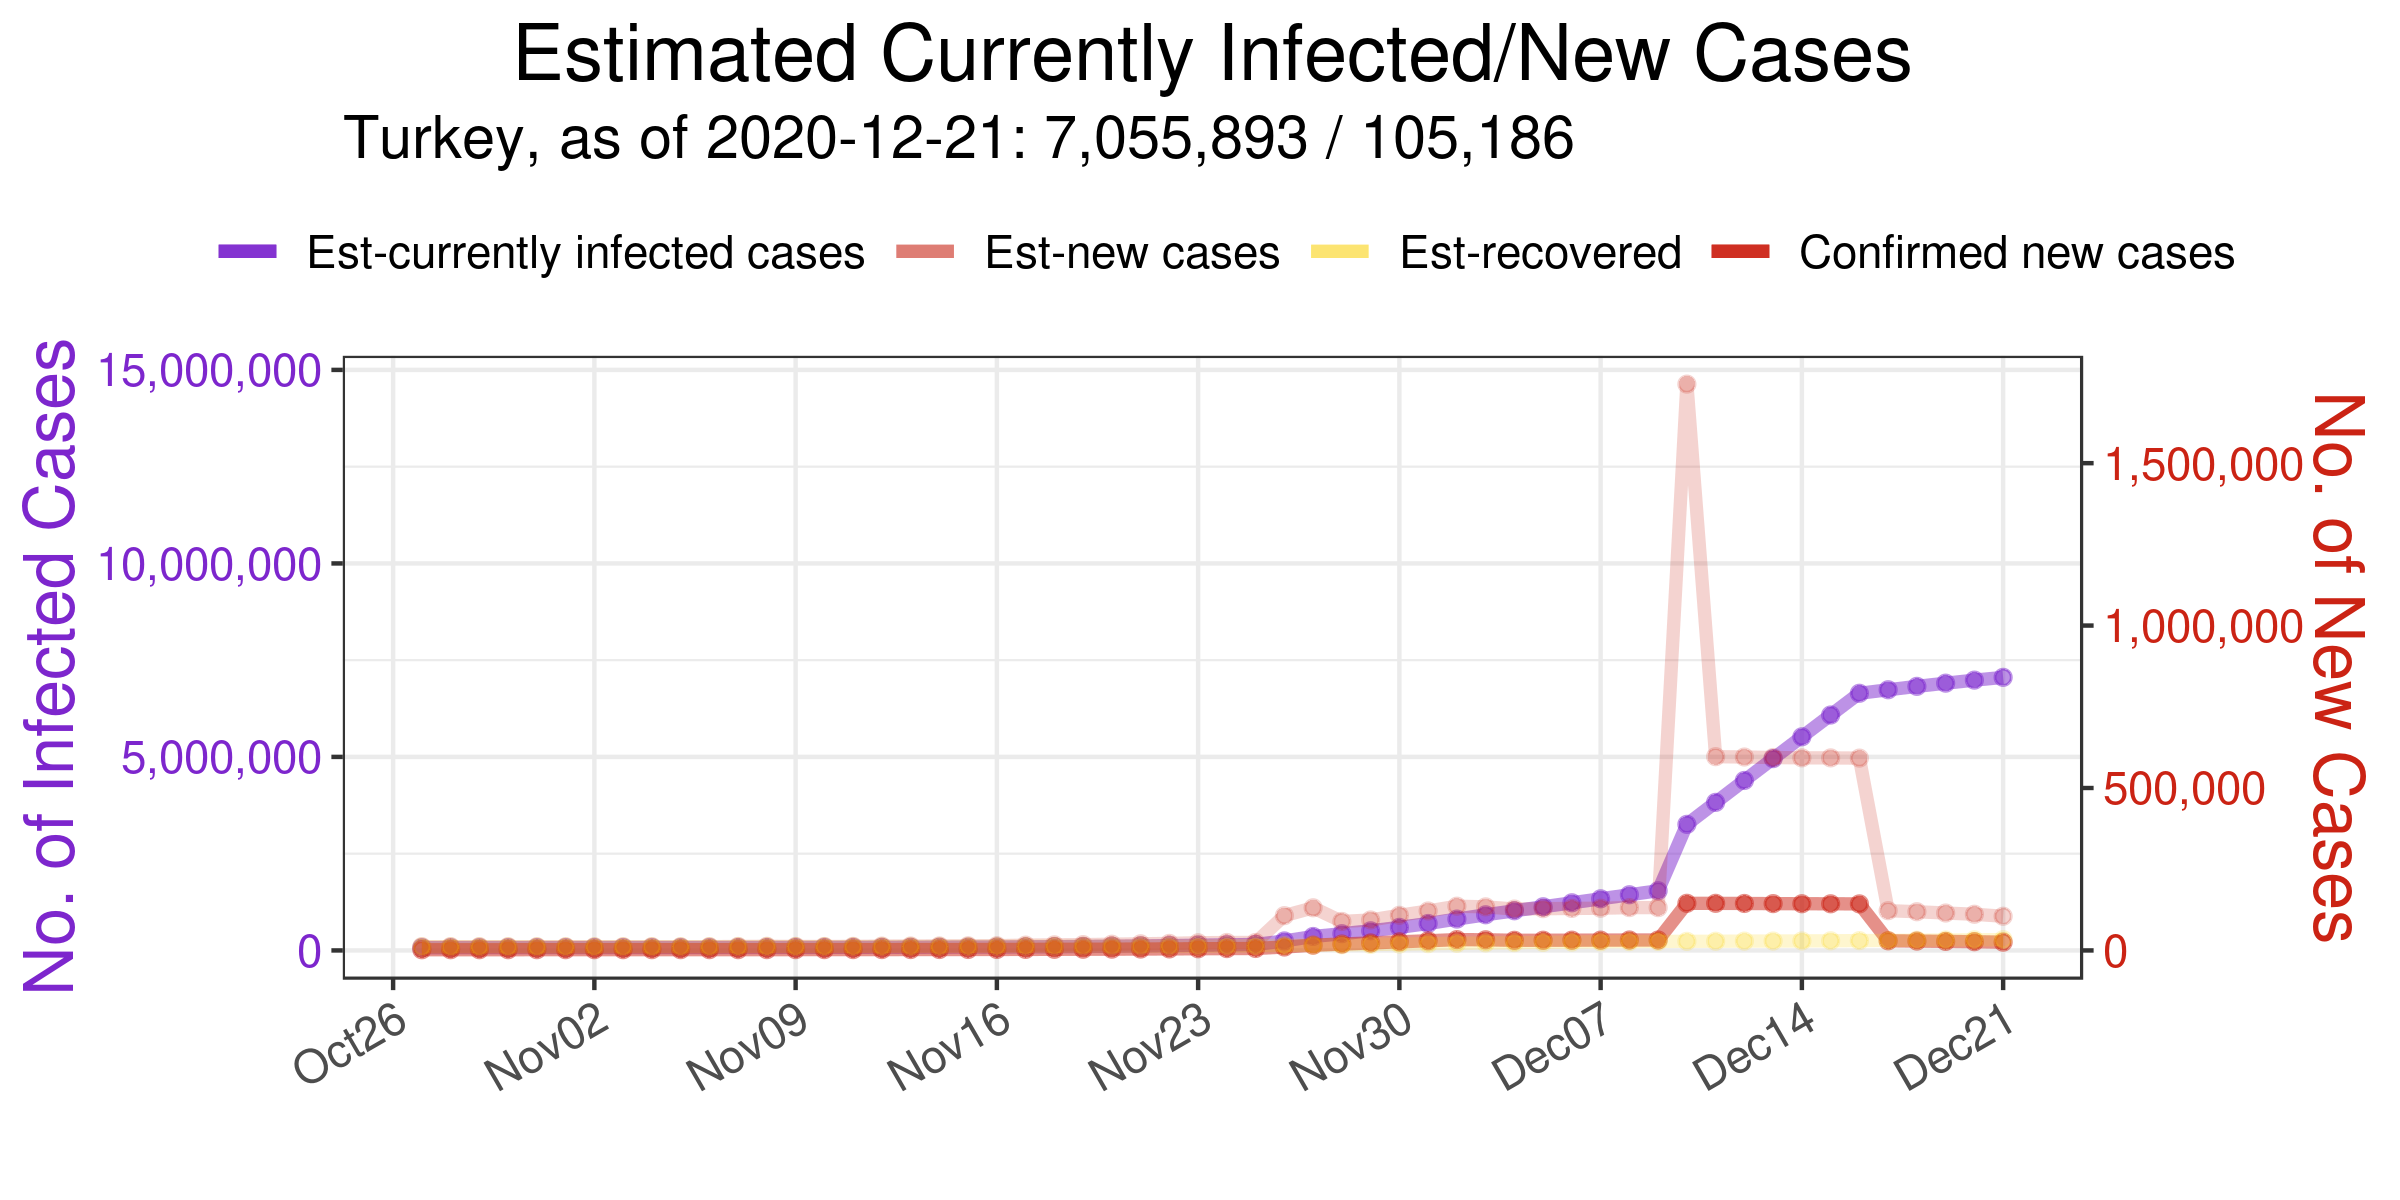 Estimated Currently Infected/New Cases
Turkey, as of 2020-12-21: 7,055,893 / 105,186
Est-currently infected cases Est-new cases Est-recovered Confirmed new cases
No. of Infected Cases
15,000,000
10,000,000
5,000,000
0
1,500,000
1,000,000
500,000
0
No. of New Cases
Oct26 Nov02 Nov09 Nov16 Nov23 Nov30 Dec07 Dec14 Dec21